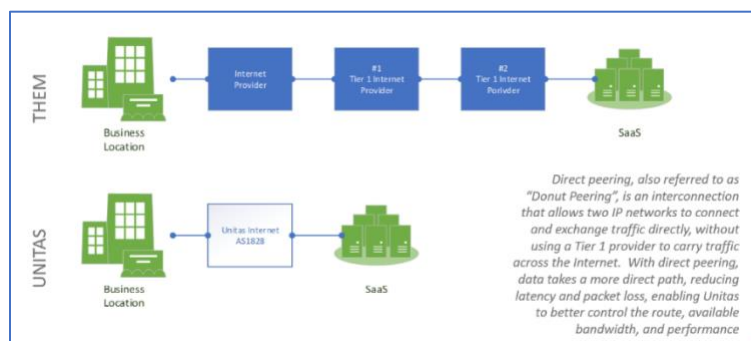 THEM
Business
Location
Internet
Provider
#1
Tier 1 Internet
Provider
#2
Tier 1 Internet
Porivder
SaaS
UNITAS
Business
Location
Unitas Internet
AS1828
SaaS
Direct peering, also referred to as
“Donut Peering”, is an interconnection
that allows two IP networks to connect
and exchange traffic directly, without
using a Tier 1 provider to carry traffic
across the Internet. With direct peering,
data takes a more direct path, reducing
latency and packet loss, enabling Unitas
to better control the route, available
bandwidth, and performance